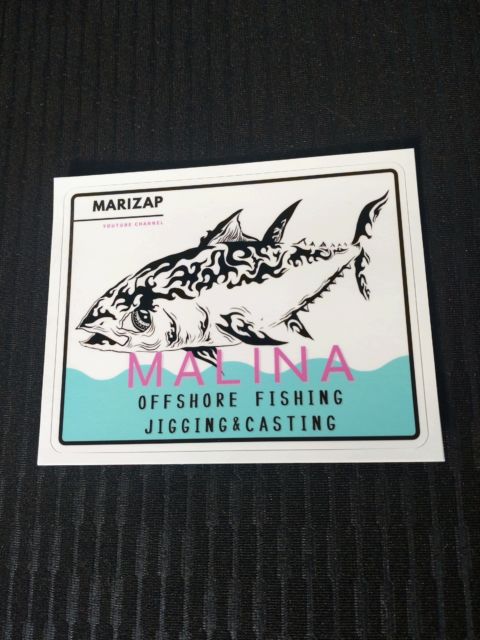 MARIZAP
YOUTUBE CHANNEL
MALINA
OFFSHORE FISHING
JIGGING&CASTING